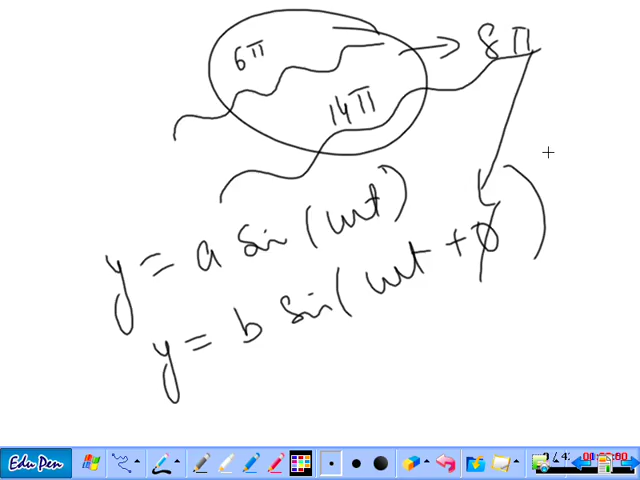 6π
8π
14π
y = a sin(ωt)
y = b sin(ωt + φ)
Edu Pen